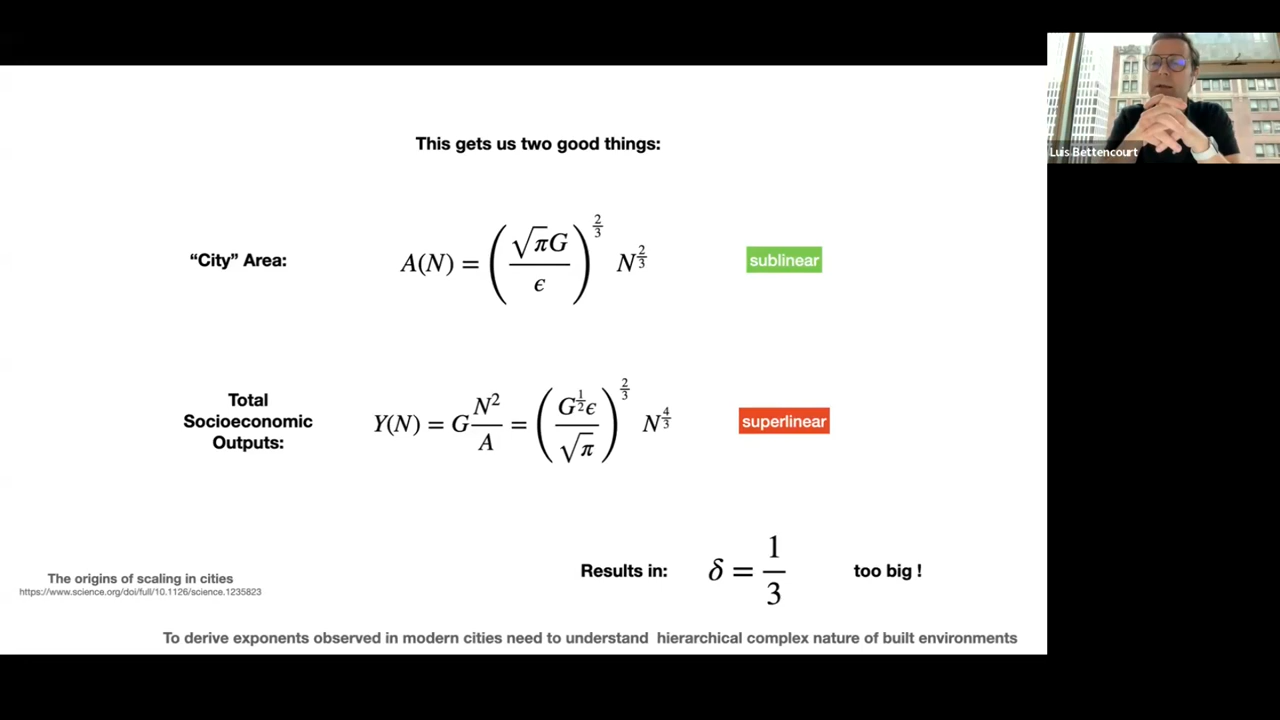 This gets us two good things:
“City” Area:
A(N) = (√πG / ϵ)^(2/3) N^(2/3)
sublinear
Total
Socioeconomic
Outputs:
Y(N) = G N² / A = (G^(1/2)ϵ / √π)^(2/3) N^(4/3)
superlinear
Results in:
δ = 1/3
too big !
The origins of scaling in cities
https://www.science.org/doi/full/10.1126/science.1235823
To derive exponents observed in modern cities need to understand hierarchical complex nature of built environments
Luis Bettencourt